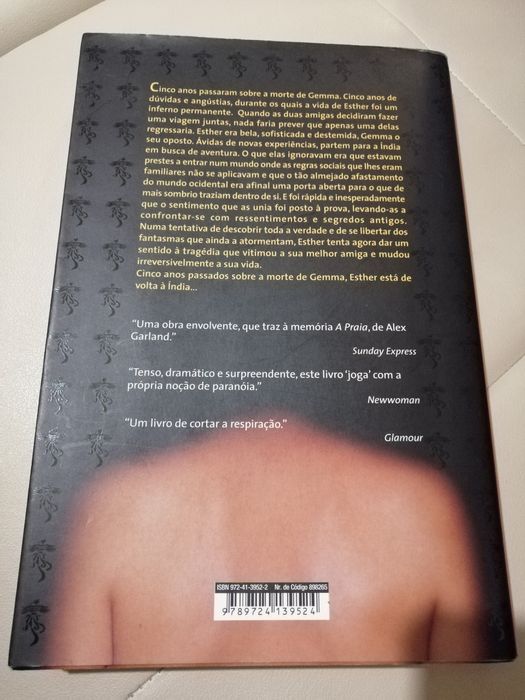 Cinco anos passaram sobre a morte de Gemma. Cinco anos de
dúvidas e angústias, durante os quais a vida de Esther foi um
inferno permanente. Quando as duas amigas decidiram fazer
uma viagem juntas, nada faria prever que apenas uma delas
regressaria. Esther era bela, sofisticada e destemida, Gemma o
seu oposto. Ávidas de novas experiências, partem para a Índia
em busca de aventura. O que elas ignoravam era que estavam
prestes a entrar num mundo onde as regras sociais que lhes eram
familiares não se aplicavam e que o tão almejado afastamento
do mundo ocidental era afinal uma porta aberta para o que de
mais sombrio traziam dentro de si. E foi rápida e inesperadamente
que o sentimento que as unia foi posto à prova, levando-as a
confrontar-se com ressentimentos e segredos antigos.
Numa tentativa de descobrir toda a verdade e de se libertar dos
fantasmas que ainda a atormentam, Esther tenta agora dar um
sentido à tragédia que vitimou a sua melhor amiga e mudou
irreversivelmente a sua vida.
Cinco anos passados sobre a morte de Gemma, Esther está de
volta à Índia...
"Uma obra envolvente, que traz à memória A Praia, de Alex
Garland."
Sunday Express
"Tenso, dramático e surpreendente, este livro 'joga' com a
própria noção de paranóia."
Newwoman
"Um livro de cortar a respiração."
Glamour
ISBN 972-41-3952-2 Nr. de Código 898265
9 789724 139524